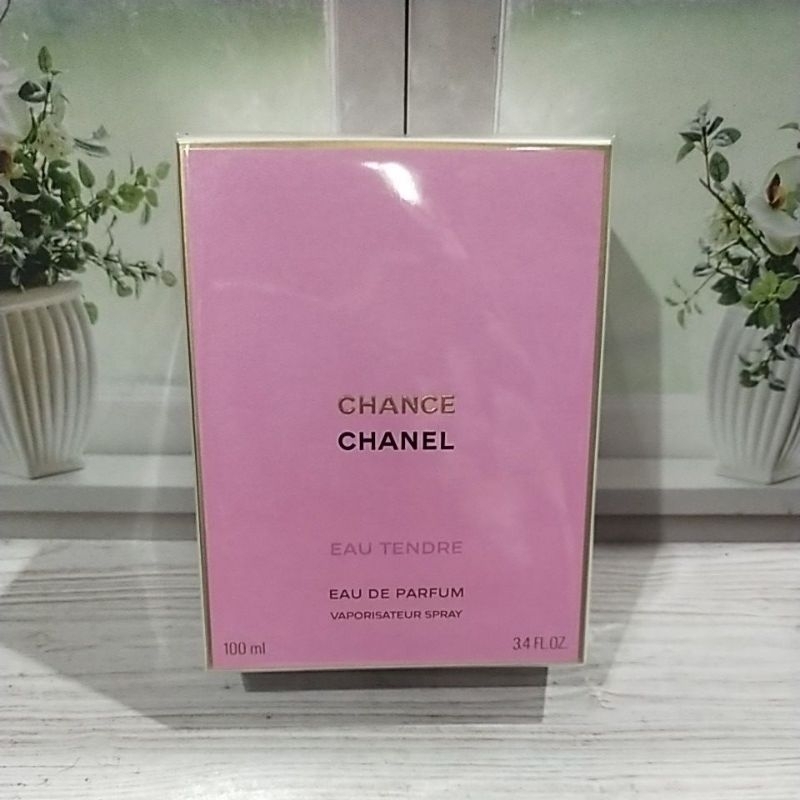 CHANCE
CHANEL
EAU TENDRE
EAU DE PARFUM
VAPORISATEUR SPRAY
100 ml 3.4 FL.OZ.